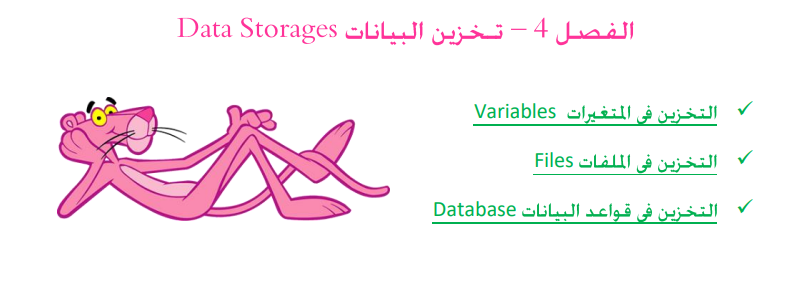 الفصل 4 – تخزين البيانات Data Storages
التخزين فى المتغيرات Variables
التخزين فى الملفات Files
التخزين فى قواعد البيانات Database